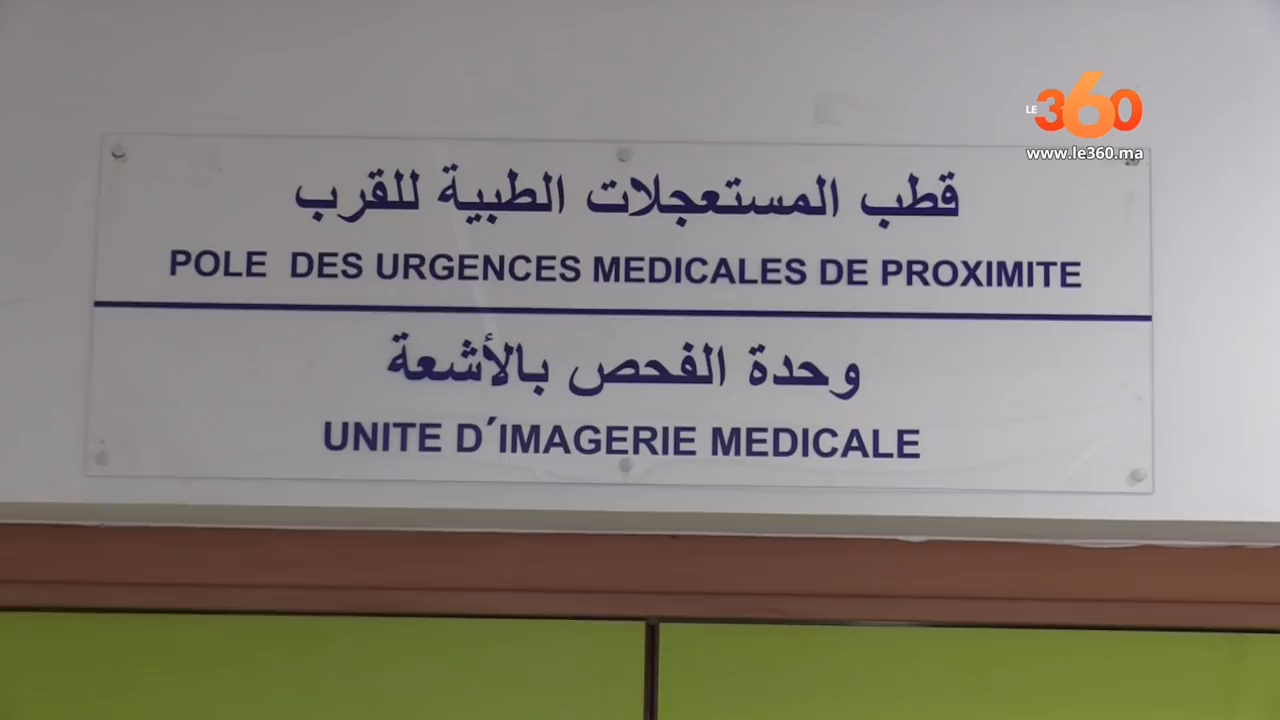 LE 360
www.le360.ma
قطب المستعجلات الطبية للقرب
POLE DES URGENCES MEDICALES DE PROXIMITE
وحدة الفحص بالأشعة
UNITE D´IMAGERIE MEDICALE